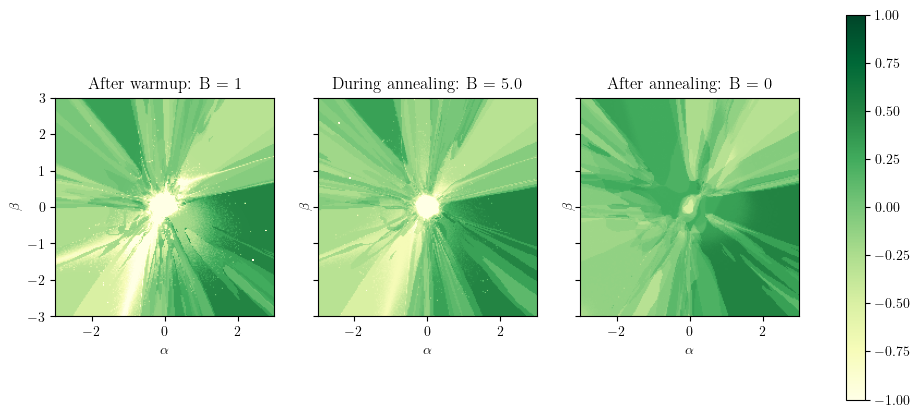 After warmup: B = 1
During annealing: B = 5.0
After annealing: B = 0
3
2
1
0
−1
−2
−3
β
β
β
−2 0 2
−2 0 2
−2 0 2
α
α
α
1.00
0.75
0.50
0.25
0.00
−0.25
−0.50
−0.75
−1.00